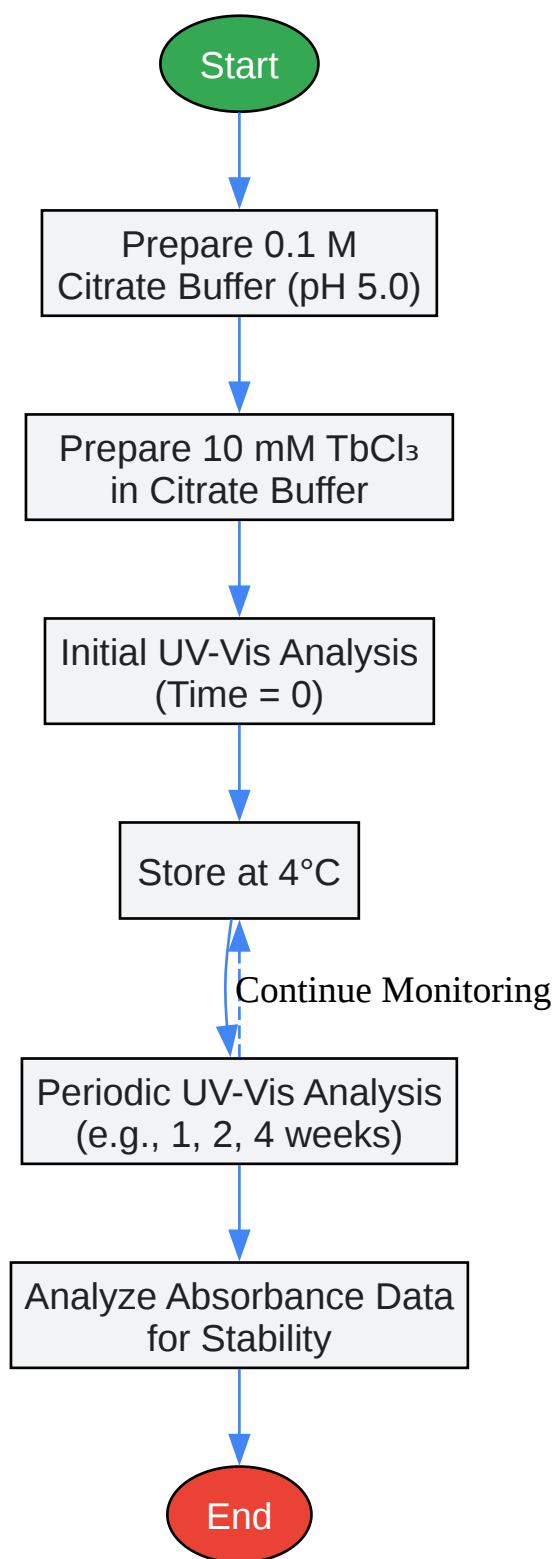 Start
Prepare 0.1 M
Citrate Buffer (pH 5.0)
Prepare 10 mM TbCl₃
in Citrate Buffer
Initial UV-Vis Analysis
(Time = 0)
Store at 4°C
Continue Monitoring
Periodic UV-Vis Analysis
(e.g., 1, 2, 4 weeks)
Analyze Absorbance Data
for Stability
End